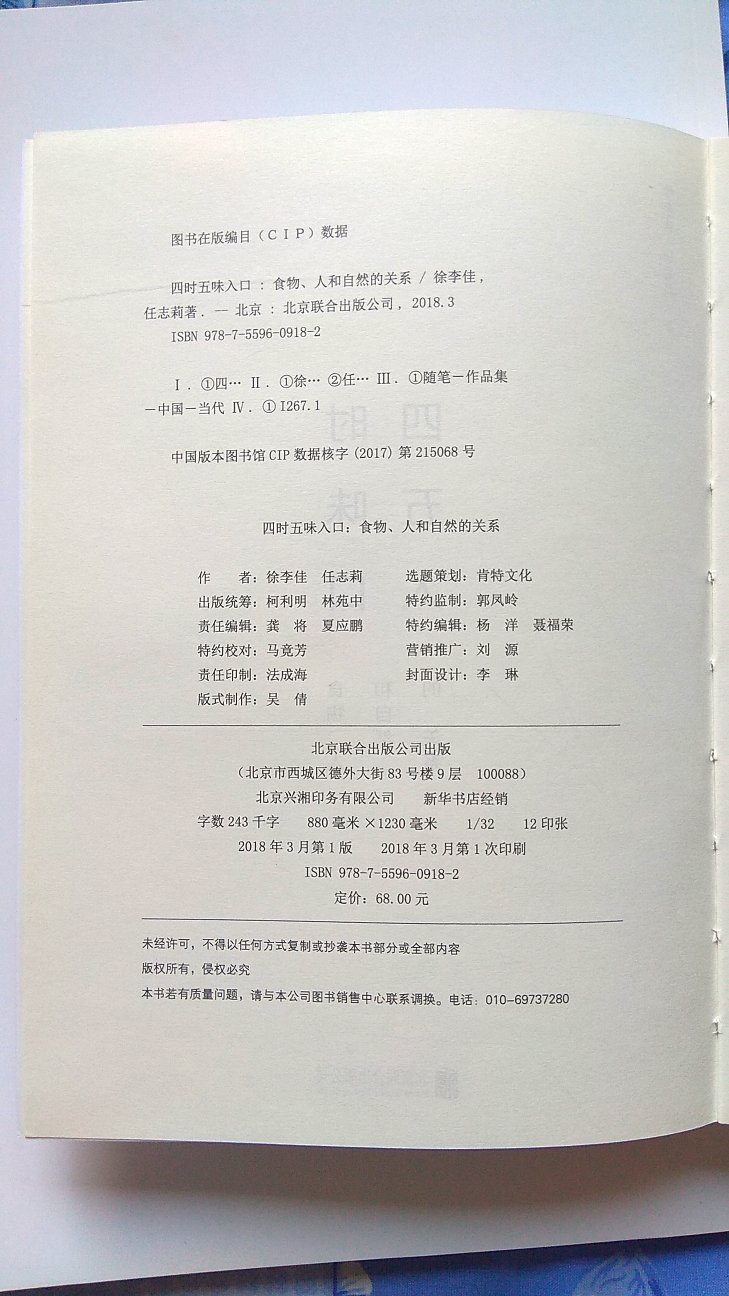 图书在版编目（CIP）数据
四时五味入口：食物、人和自然的关系 / 徐李佳，
任志莉著．-- 北京：北京联合出版公司，2018.3
ISBN 978-7-5596-0918-2
Ⅰ．①四… Ⅱ．①徐… ②任… Ⅲ．①随笔－作品集
－中国－当代 Ⅳ．① I267.1
中国版本图书馆 CIP 数据核字 (2017) 第 215068 号
四时五味入口：食物、人和自然的关系
作 者：徐李佳 任志莉 选题策划：肯特文化
出版统筹：柯利明 林苑中 特约监制：郭凤岭
责任编辑：龚 将 夏应鹏 特约编辑：杨 洋 聂福荣
特约校对：马竟芳 营销推广：刘 源
责任印制：法成海 封面设计：李 琳
版式制作：吴 倩
北京联合出版公司出版
（北京市西城区德外大街 83 号楼 9 层 100088）
北京兴湘印务有限公司 新华书店经销
字数 243 千字 880 毫米 ×1230 毫米 1/32 12 印张
2018 年 3 月第 1 版 2018 年 3 月第 1 次印刷
ISBN 978-7-5596-0918-2
定价：68.00 元
未经许可，不得以任何方式复制或抄袭本书部分或全部内容
版权所有，侵权必究
本书若有质量问题，请与本公司图书销售中心联系调换。电话：010-69737280